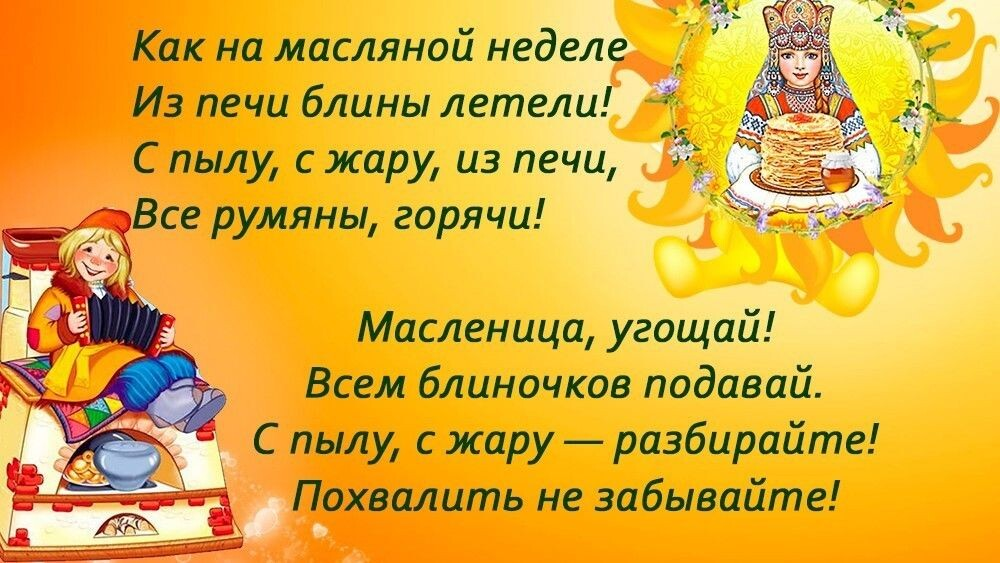 Как на масляной неделе
Из печи блины летели!
С пылу, с жару, из печи,
Все румяны, горячи!
Масленица, угощай!
Всем блиночков подавай.
С пылу, с жару — разбирайте!
Похвалить не забывайте!